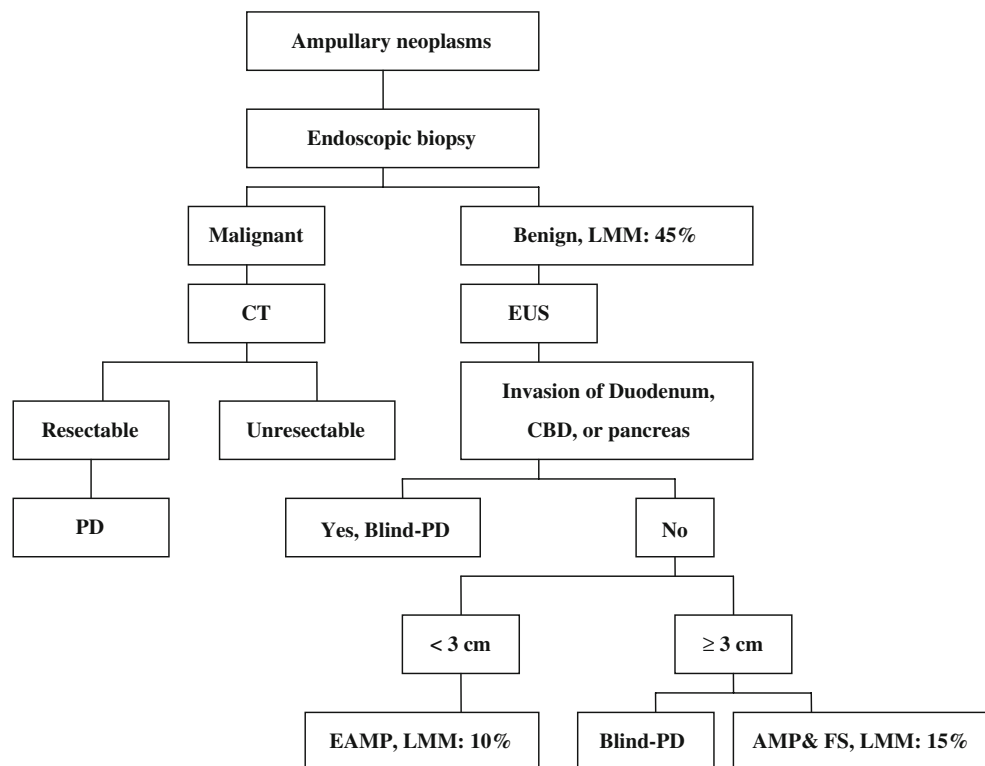 Ampullary neoplasms
Endoscopic biopsy
Malignant
Benign, LMM: 45%
CT
EUS
Invasion of Duodenum,
CBD, or pancreas
Resectable
Unresectable
PD
Yes, Blind-PD
No
< 3 cm
≥ 3 cm
EAMP, LMM: 10%
Blind-PD
AMP& FS, LMM: 15%